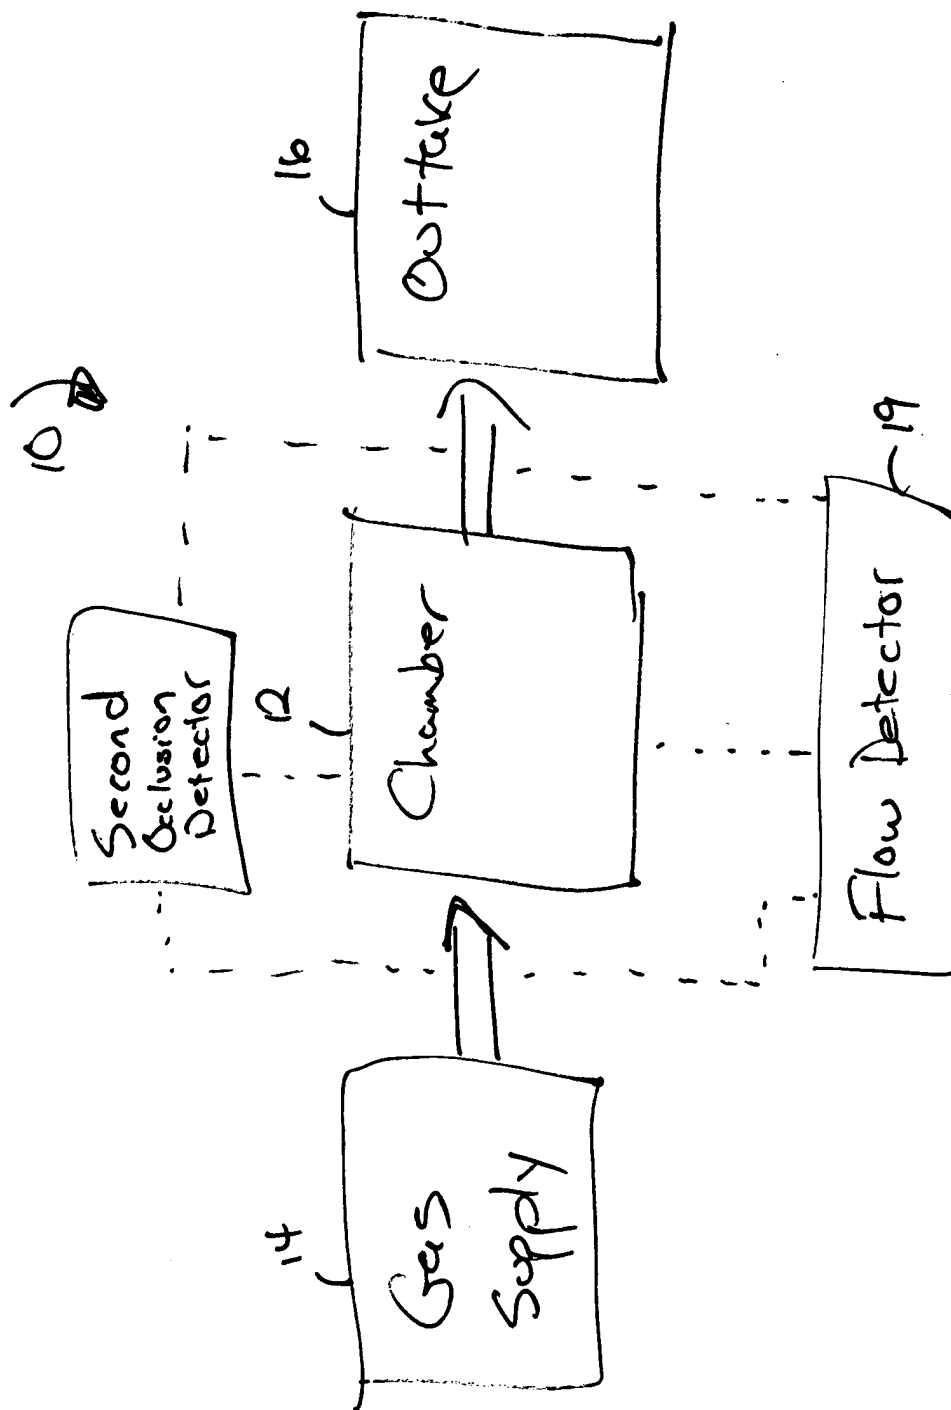 10
Second
Occlusion
Detector
14
12
16
Gas
Supply
Chamber
Outtake
19
Flow Detector